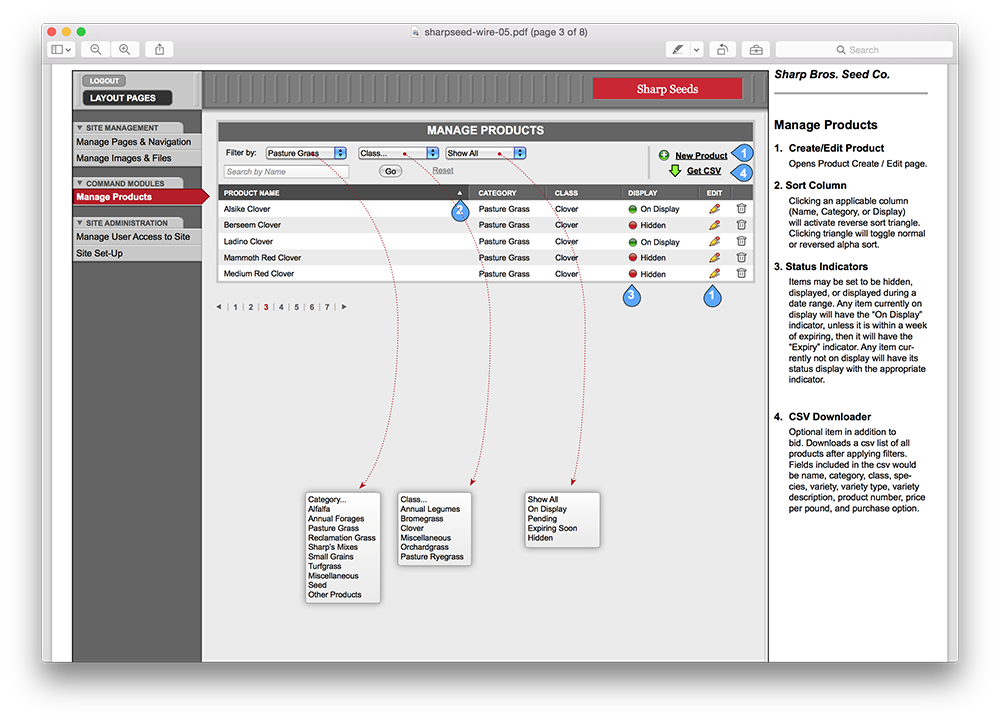 sharpseed-wire-05.pdf (page 3 of 8)
Search
LOGOUT
LAYOUT PAGES
SITE MANAGEMENT
Manage Pages & Navigation
Manage Images & Files
COMMAND MODULES
Manage Products
SITE ADMINISTRATION
Manage User Access to Site
Site Set-Up
Sharp Seeds
MANAGE PRODUCTS
Filter by: Pasture Grass Class... Show All
New Product 1
Search by Name Go Reset
Get CSV 4
PRODUCT NAME CATEGORY CLASS DISPLAY EDIT
Alsike Clover Pasture Grass Clover On Display
2
Berseem Clover Pasture Grass Clover Hidden
Ladino Clover Pasture Grass Clover On Display
Mammoth Red Clover Pasture Grass Clover Hidden
Medium Red Clover Pasture Grass Clover Hidden
3 1
1 | 2 | 3 | 4 | 5 | 6 | 7
Category...
Alfalfa
Annual Forages
Pasture Grass
Reclamation Grass
Sharp's Mixes
Small Grains
Turfgrass
Miscellaneous
Seed
Other Products
Class...
Annual Legumes
Bromegrass
Clover
Miscellaneous
Orchardgrass
Pasture Ryegrass
Show All
On Display
Pending
Expiring Soon
Hidden
Sharp Bros. Seed Co.
Manage Products
1. Create/Edit Product
Opens Product Create / Edit page.
2. Sort Column
Clicking an applicable column
(Name, Category, or Display)
will activate reverse sort triangle.
Clicking triangle will toggle normal
or reversed alpha sort.
3. Status Indicators
Items may be set to be hidden,
displayed, or displayed during a
date range. Any item currently on
display will have the “On Display”
indicator, unless it is within a week
of expiring, then it will have the
“Expiry” indicator. Any item cur-
rently not on display will have its
status display with the appropriate
indicator.
4. CSV Downloader
Optional item in addition to
bid. Downloads a csv list of all
products after applying filters.
Fields included in the csv would
be name, category, class, spe-
cies, variety, variety type, variety
description, product number, price
per pound, and purchase option.